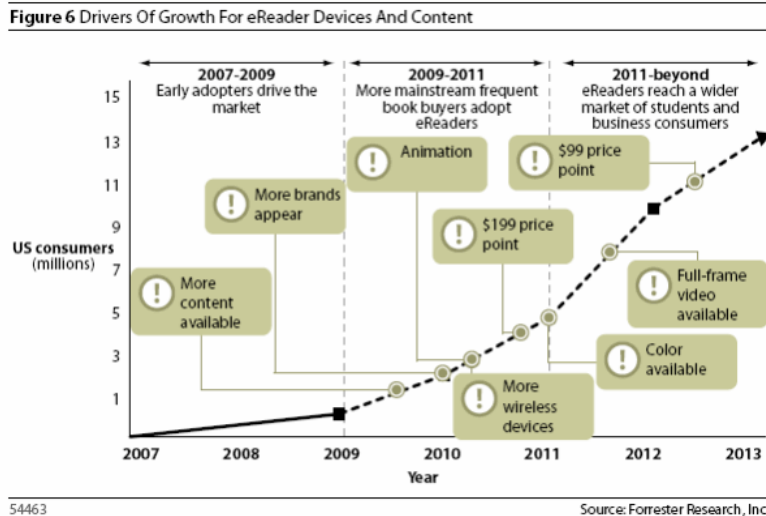 Figure 6 Drivers Of Growth For eReader Devices And Content
2007-2009
Early adopters drive the
market
2009-2011
More mainstream frequent
book buyers adopt
eReaders
2011-beyond
eReaders reach a wider
market of students and
business consumers
US consumers
(millions)
15
13
11
9
7
5
3
1
! More
content
available
! More brands
appear
! Animation
! $199 price
point
! $99 price
point
! More
wireless
devices
! Color
available
! Full-frame
video
available
2007 2008 2009 2010 2011 2012 2013
Year
54463
Source: Forrester Research, Inc